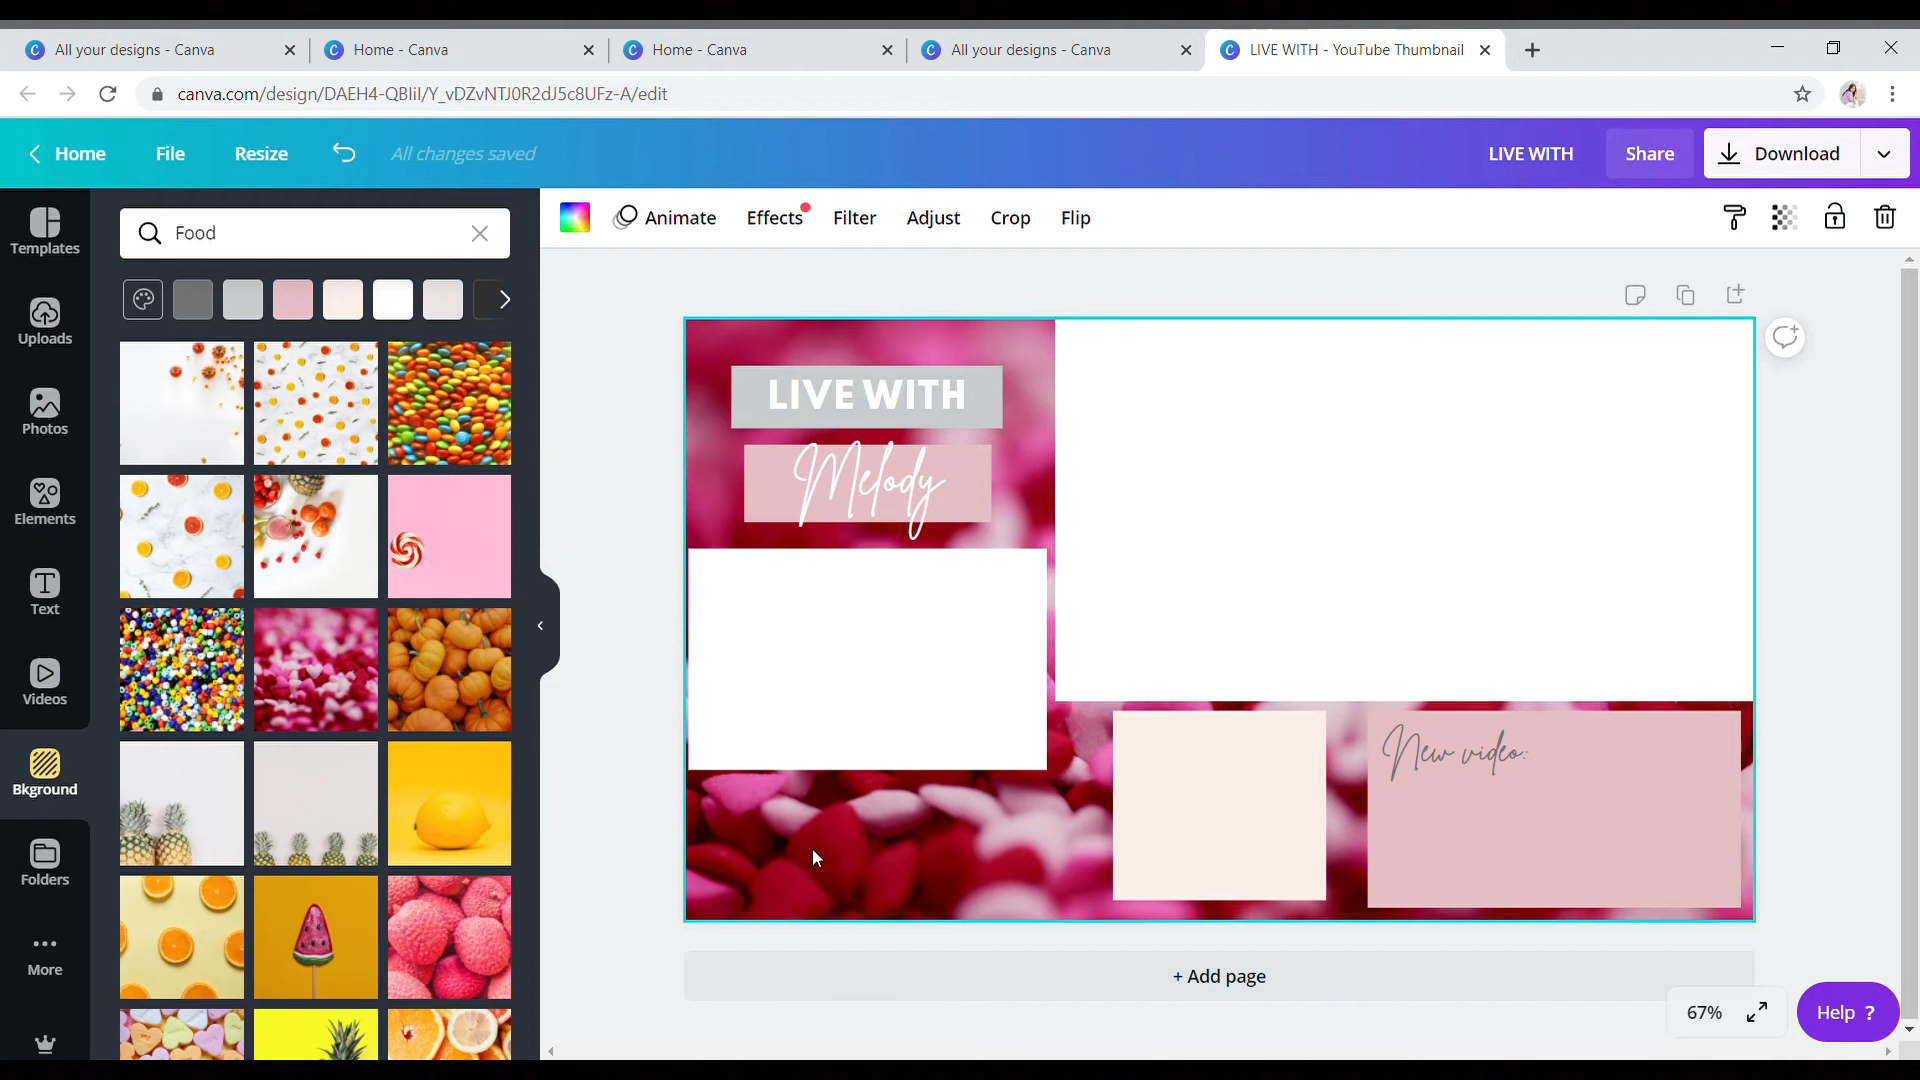 All your designs - Canva
Home - Canva
Home - Canva
All your designs - Canva
LIVE WITH - YouTube Thumbnail
canva.com/design/DAEH4-QBIiI/Y_vDZvNTJ0R2dJ5c8UFz-A/edit
Home
File
Resize
All changes saved
LIVE WITH
Share
Download
Templates
Uploads
Photos
Elements
Text
Videos
Bkground
Folders
More
Food
Animate
Effects
Filter
Adjust
Crop
Flip
LIVE WITH
Melody
New video:
+ Add page
67%
Help ?